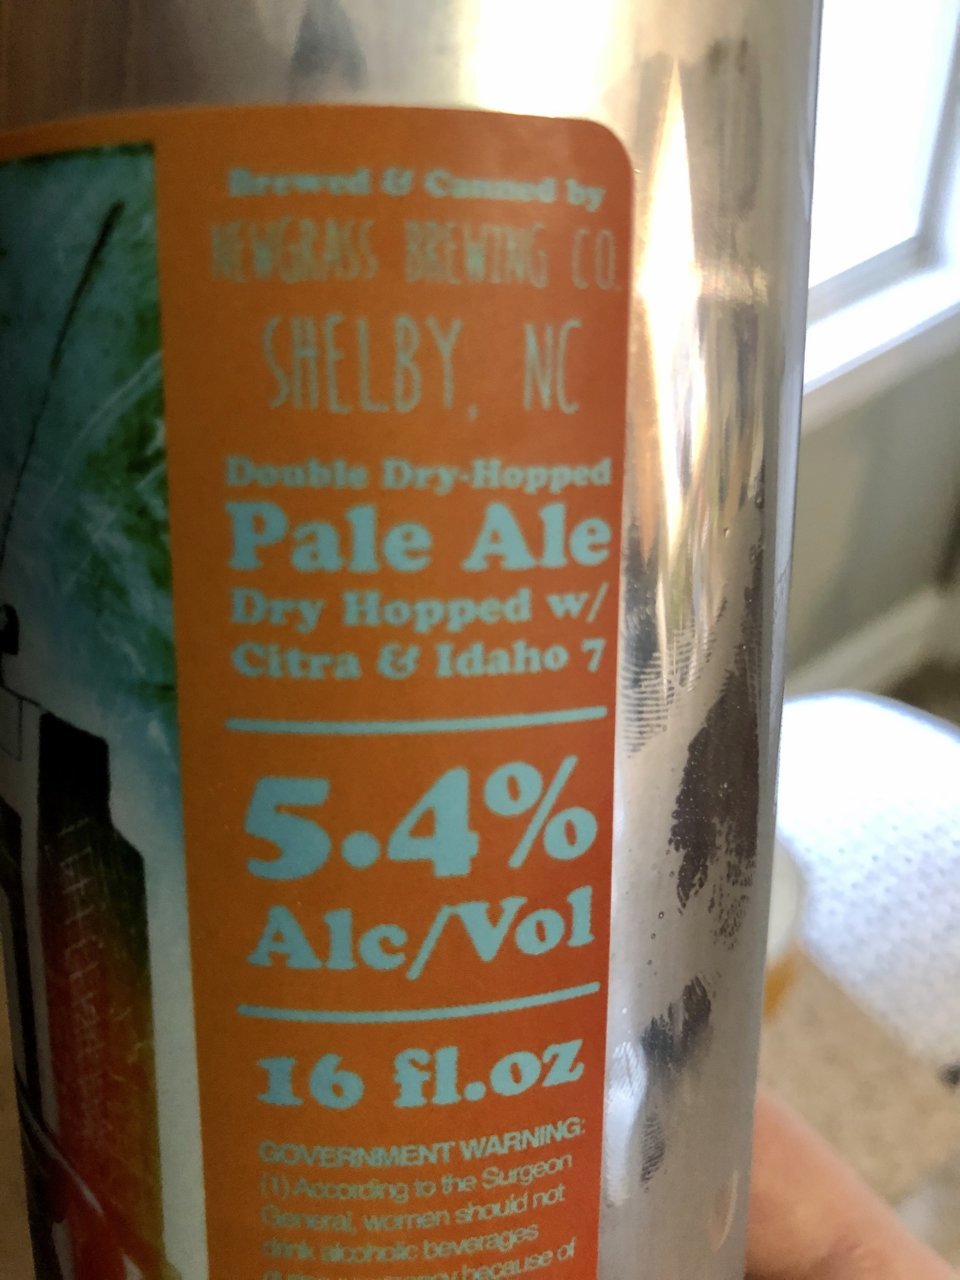 Brewed & Canned by
NEWGRASS BREWING CO.
SHELBY, NC
Double Dry-Hopped
Pale Ale
Dry Hopped w/
Citra & Idaho 7
5.4%
Alc/Vol
16 fl.oz
GOVERNMENT WARNING:
(1) According to the Surgeon
General, women should not
drink alcoholic beverages
because of